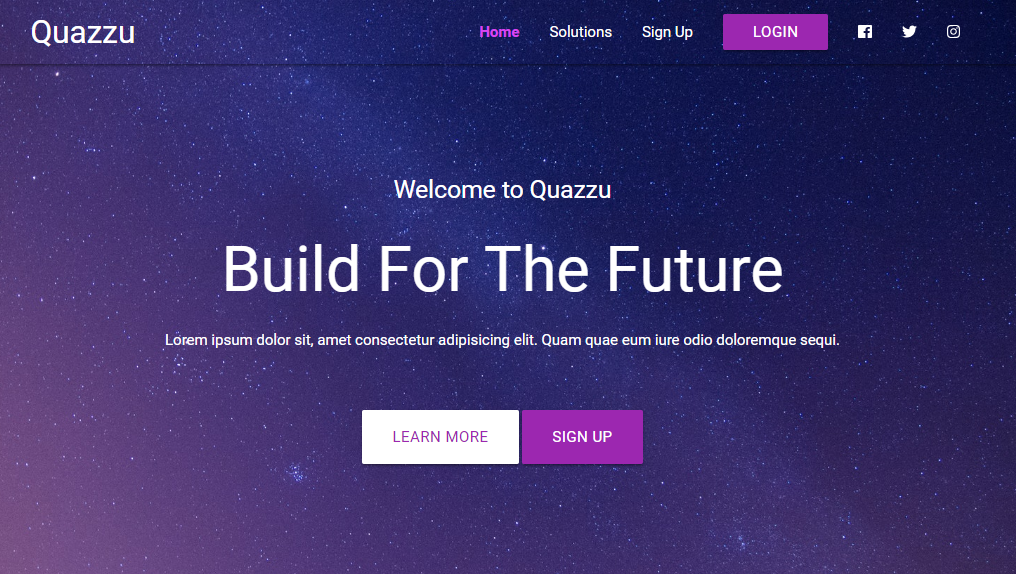 Quazzu
Home Solutions Sign Up LOGIN
Welcome to Quazzu
Build For The Future
Lorem ipsum dolor sit, amet consectetur adipisicing elit. Quam quae eum iure odio doloremque sequi.
LEARN MORE SIGN UP